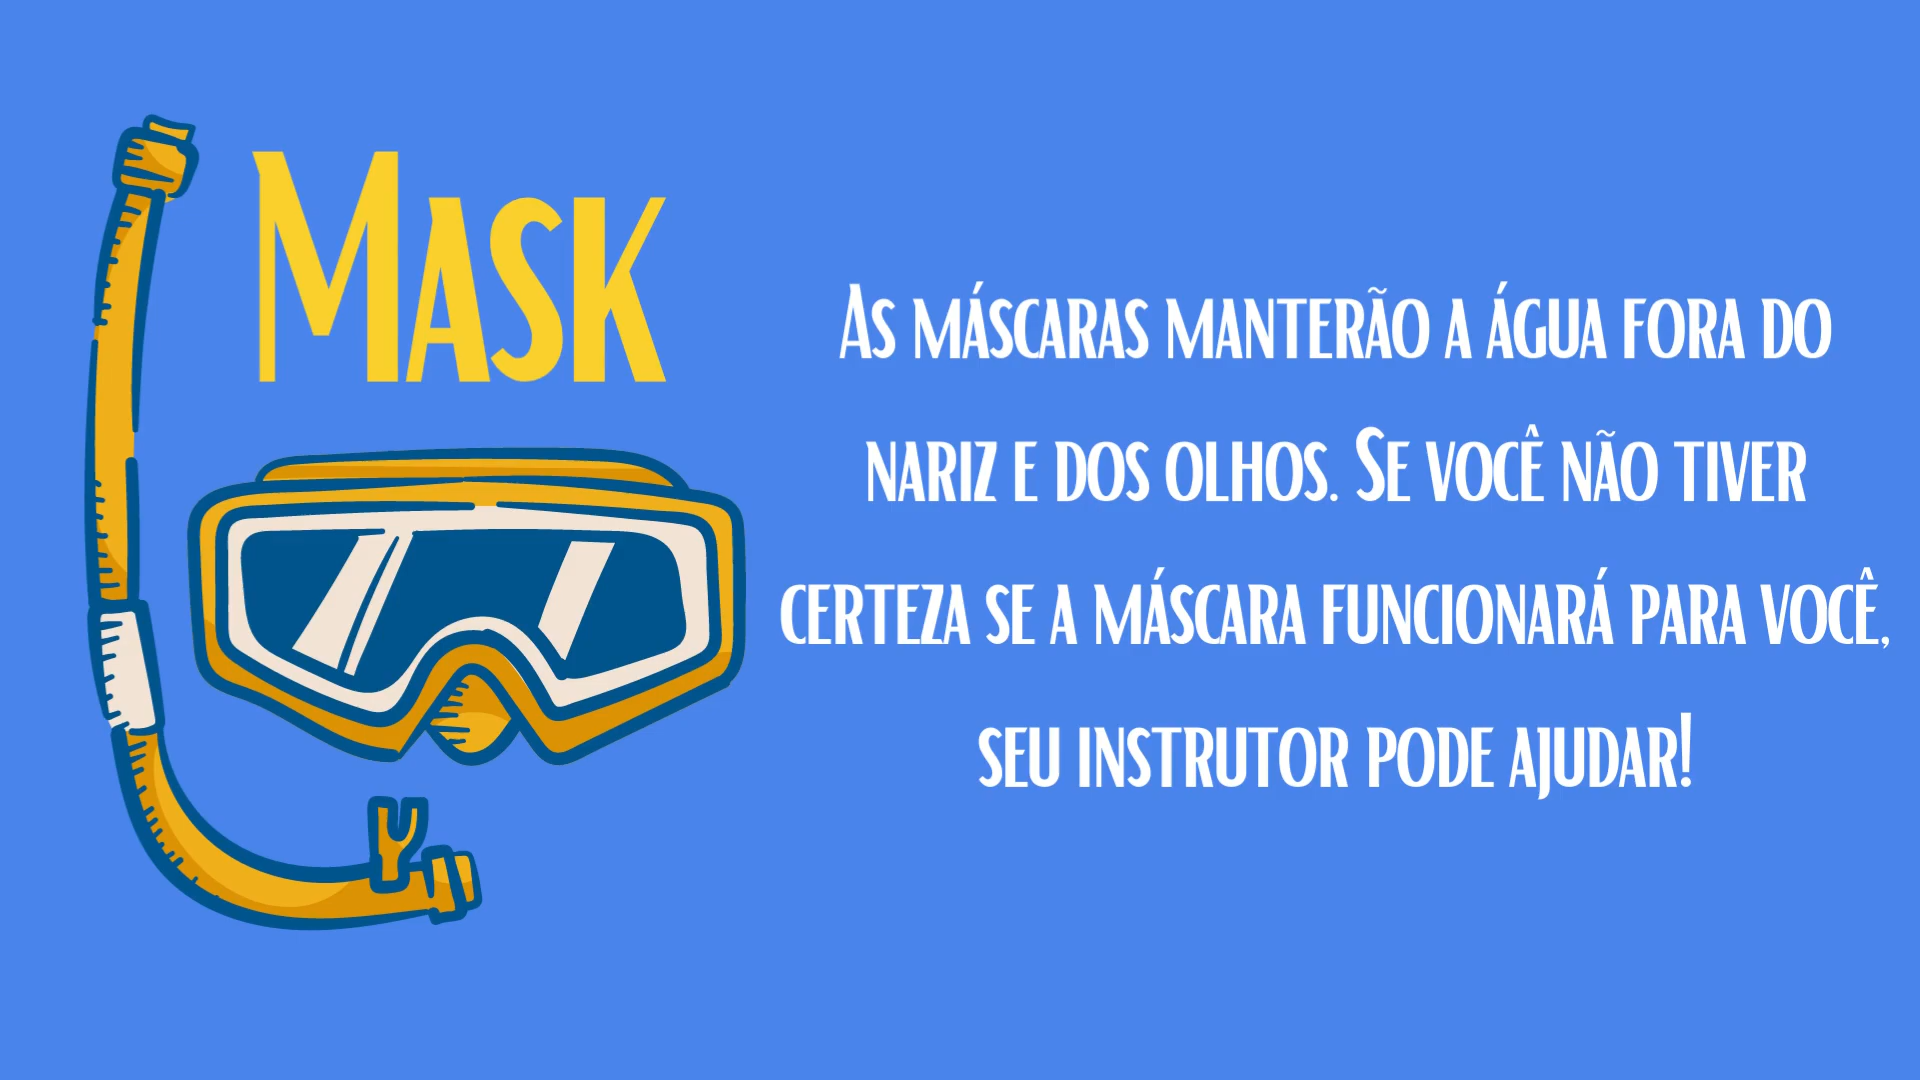 Mask
As máscaras manterão a água fora do
nariz e dos olhos. Se você não tiver
certeza se a máscara funcionará para você,
seu instrutor pode ajudar!